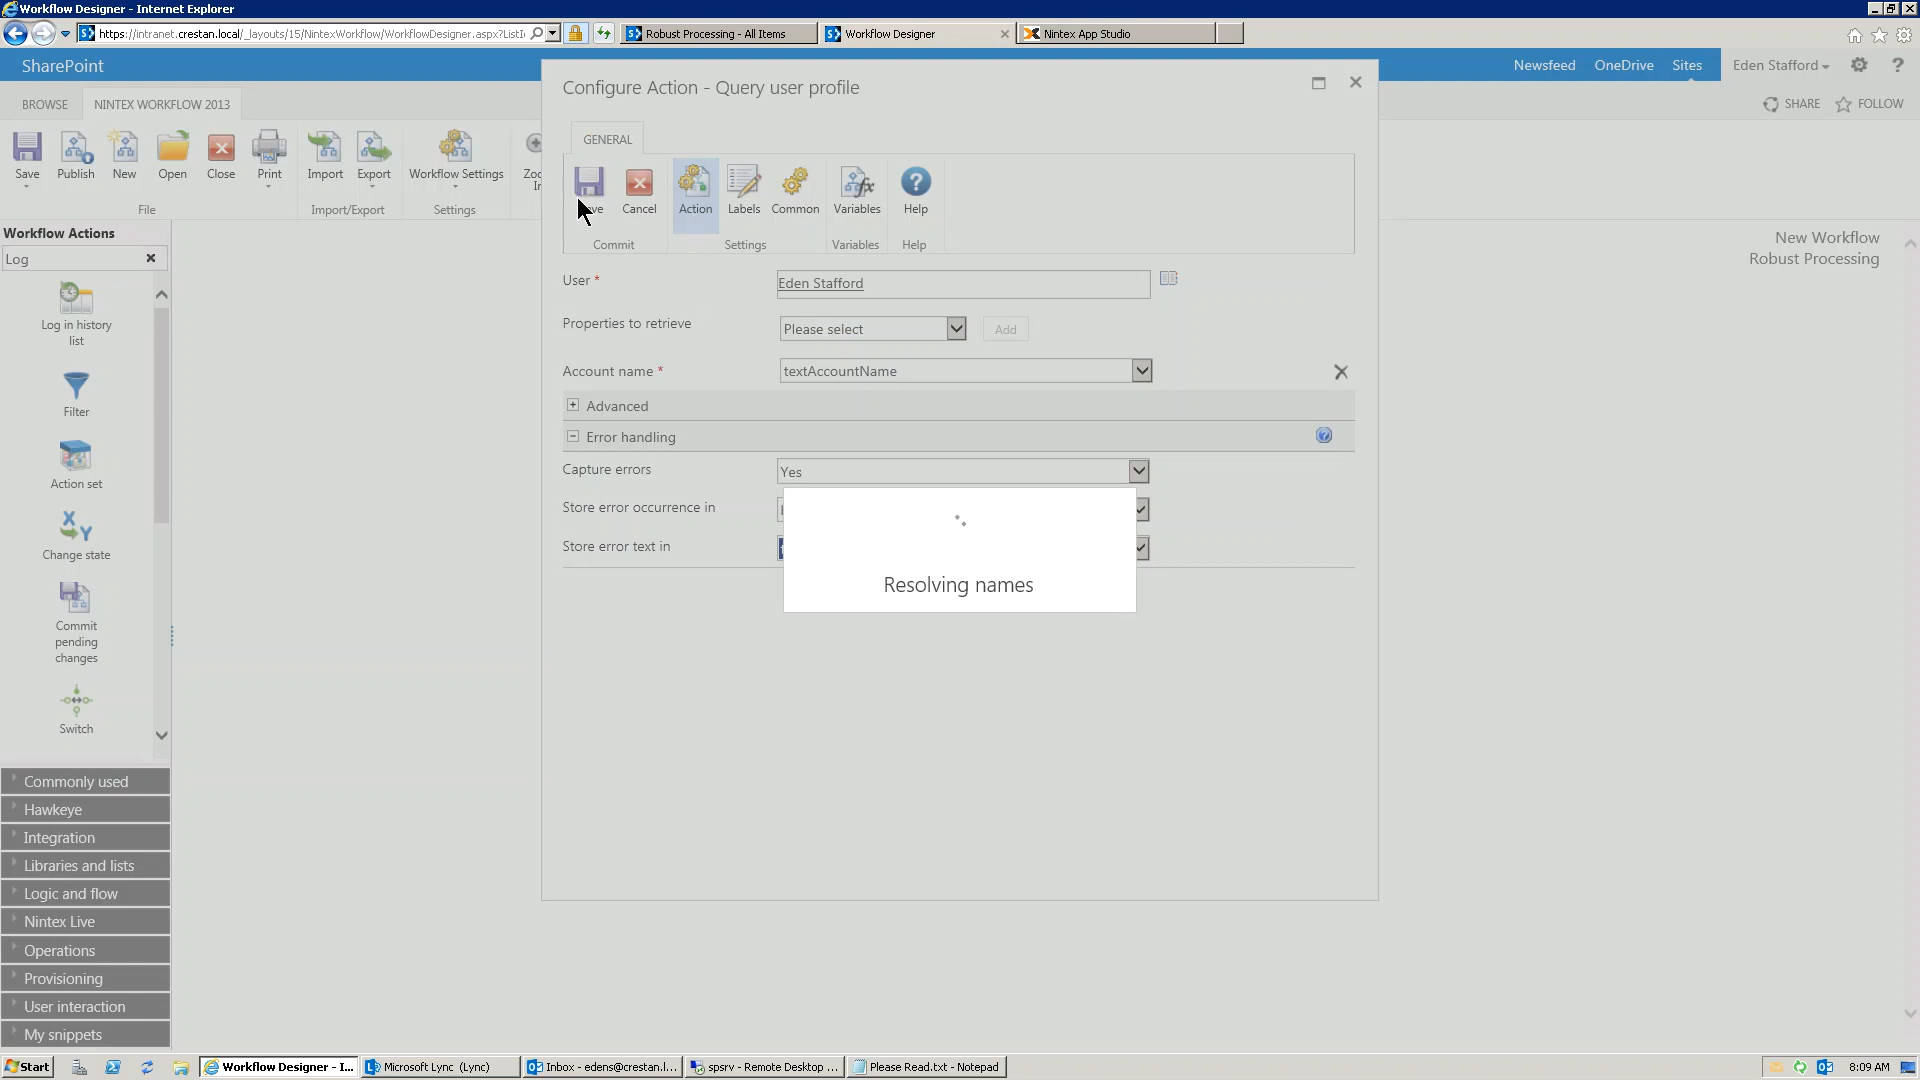 Workflow Designer - Internet Explorer
https://intranet.crestan.local/_layouts/15/NintexWorkflow/WorkflowDesigner.aspx?ListI
Robust Processing - All Items
Workflow Designer
Nintex App Studio
SharePoint
Newsfeed
OneDrive
Sites
Eden Stafford
?
BROWSE
NINTEX WORKFLOW 2013
SHARE
FOLLOW
Save
Publish
New
Open
Close
Print
Import
Export
Workflow Settings
File
Import/Export
Settings
Configure Action - Query user profile
GENERAL
Cancel
Action
Labels
Common
Variables
Help
Commit
Settings
Variables
Help
Workflow Actions
Log
Log in history
list
Filter
Action set
Change state
Commit
pending
changes
Switch
New Workflow
Robust Processing
User *
Eden Stafford
Properties to retrieve
Please select
Add
Account name *
textAccountName
Advanced
Error handling
Capture errors
Yes
Store error occurrence in
Store error text in
Resolving names
Commonly used
Hawkeye
Integration
Libraries and lists
Logic and flow
Nintex Live
Operations
Provisioning
User interaction
My snippets
Start
Workflow Designer - I...
Microsoft Lync (Lync)
Inbox - edens@crestan.l...
spsrv - Remote Desktop ...
Please Read.txt - Notepad
8:09 AM